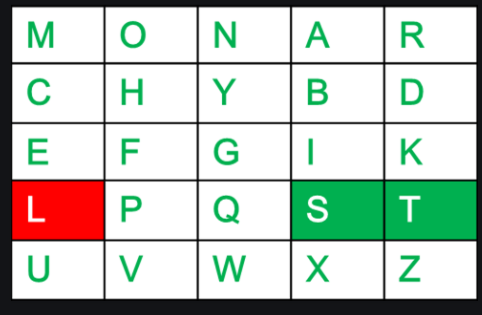 M O N A R
C H Y B D
E F G I K
L P Q S T
U V W X Z